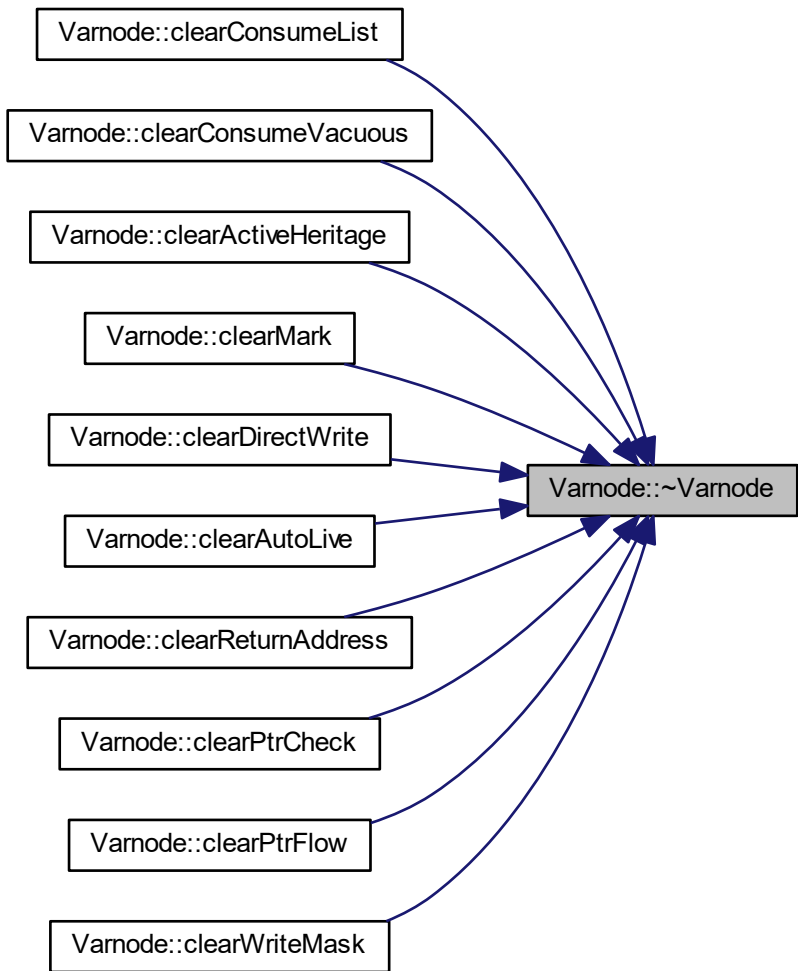 Varnode::clearConsumeList
Varnode::clearConsumeVacuous
Varnode::clearActiveHeritage
Varnode::clearMark
Varnode::clearDirectWrite
Varnode::~Varnode
Varnode::clearAutoLive
Varnode::clearReturnAddress
Varnode::clearPtrCheck
Varnode::clearPtrFlow
Varnode::clearWriteMask